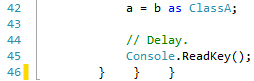 42 a = b as ClassA;
43
44 // Delay.
45 Console.ReadKey();
46 } } }